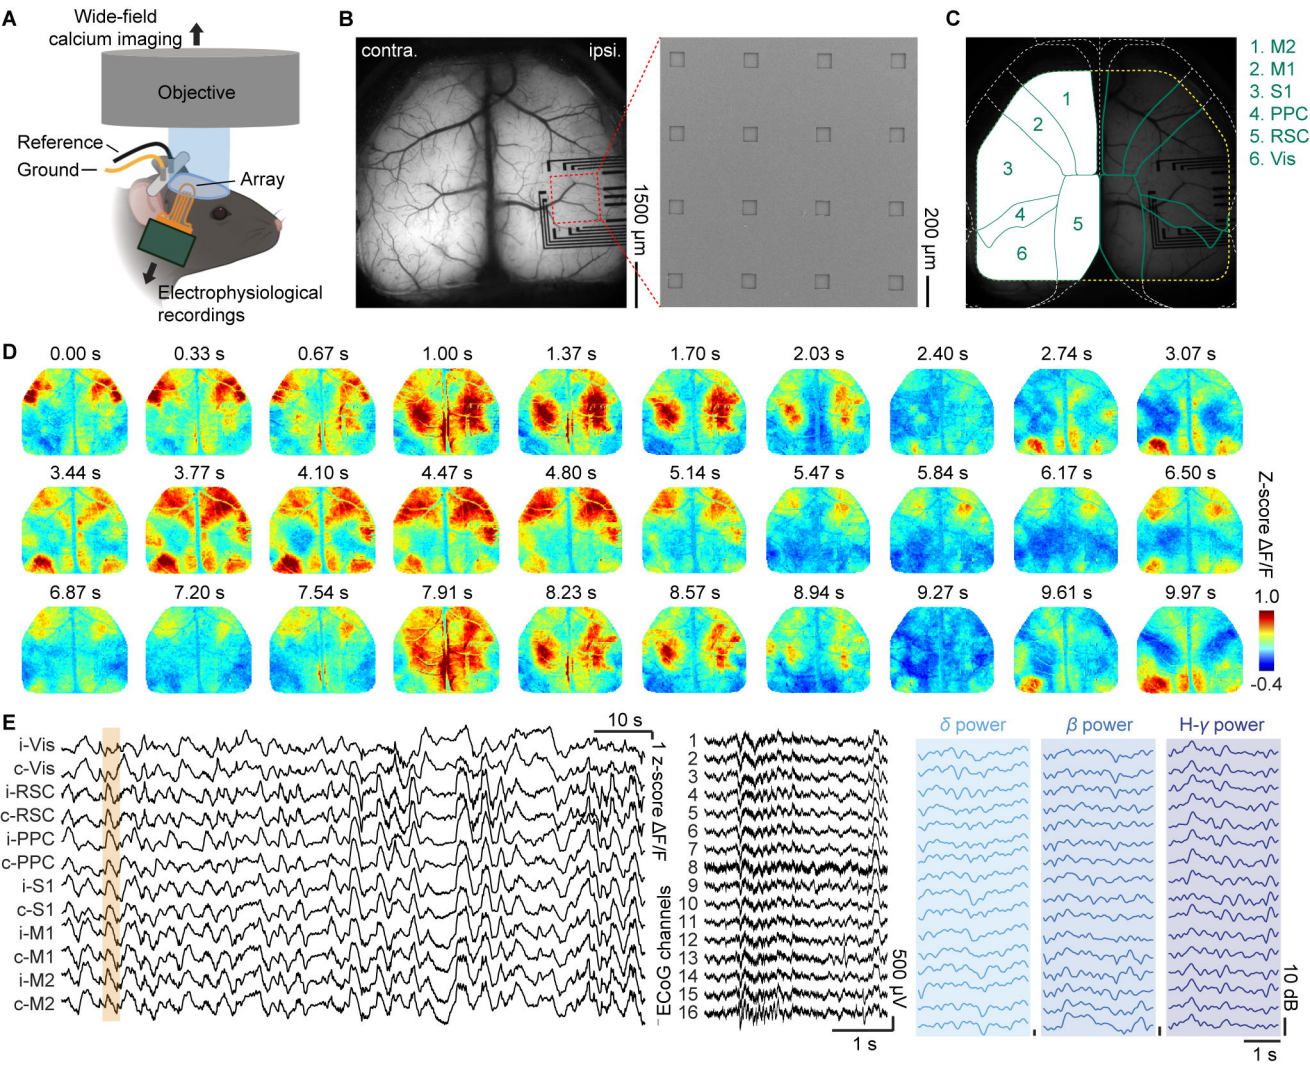 A
Wide-field
calcium imaging
Objective
Reference
Ground
Array
Electrophysiological
recordings
B
contra.
ipsi.
1500 μm
200 μm
C
1
2
3
4
5
6
1. M2
2. M1
3. S1
4. PPC
5. RSC
6. Vis
D
0.00 s 0.33 s 0.67 s 1.00 s 1.37 s 1.70 s 2.03 s 2.40 s 2.74 s 3.07 s
3.44 s 3.77 s 4.10 s 4.47 s 4.80 s 5.14 s 5.47 s 5.84 s 6.17 s 6.50 s
6.87 s 7.20 s 7.54 s 7.91 s 8.23 s 8.57 s 8.94 s 9.27 s 9.61 s 9.97 s
Z-score ΔF/F
1.0
-0.4
E
i-Vis
c-Vis
i-RSC
c-RSC
i-PPC
c-PPC
i-S1
c-S1
i-M1
c-M1
i-M2
c-M2
10 s
1 z-score ΔF/F
ECoG channels
1
2
3
4
5
6
7
8
9
10
11
12
13
14
15
16
500 μV
1 s
δ power
β power
H-γ power
10 dB
1 s